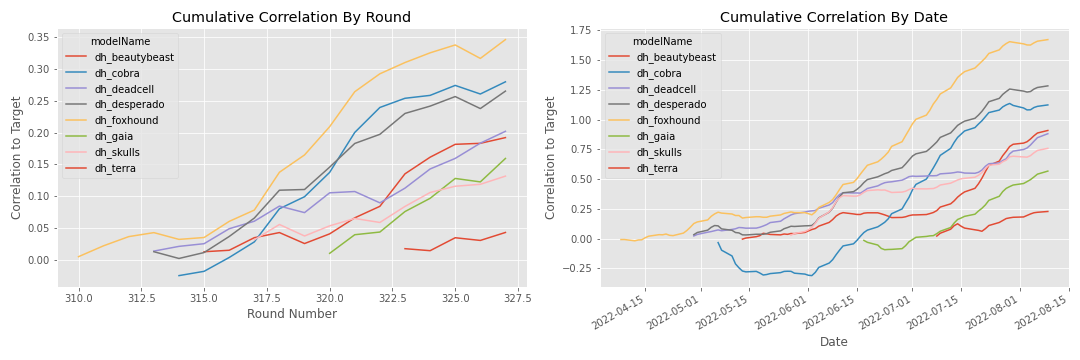 Cumulative Correlation By Round
Correlation to Target
0.35
0.30
0.25
0.20
0.15
0.10
0.05
0.00
modelName
dh_beautybeast
dh_cobra
dh_deadcell
dh_desperado
dh_foxhound
dh_gaia
dh_skulls
dh_terra
310.0
312.5
315.0
317.5
320.0
322.5
325.0
327.5
Round Number
Cumulative Correlation By Date
Correlation to Target
1.75
1.50
1.25
1.00
0.75
0.50
0.25
0.00
−0.25
modelName
dh_beautybeast
dh_cobra
dh_deadcell
dh_desperado
dh_foxhound
dh_gaia
dh_skulls
dh_terra
2022-04-15
2022-05-01
2022-05-15
2022-06-01
2022-06-15
2022-07-01
2022-07-15
2022-08-01
2022-08-15
Date